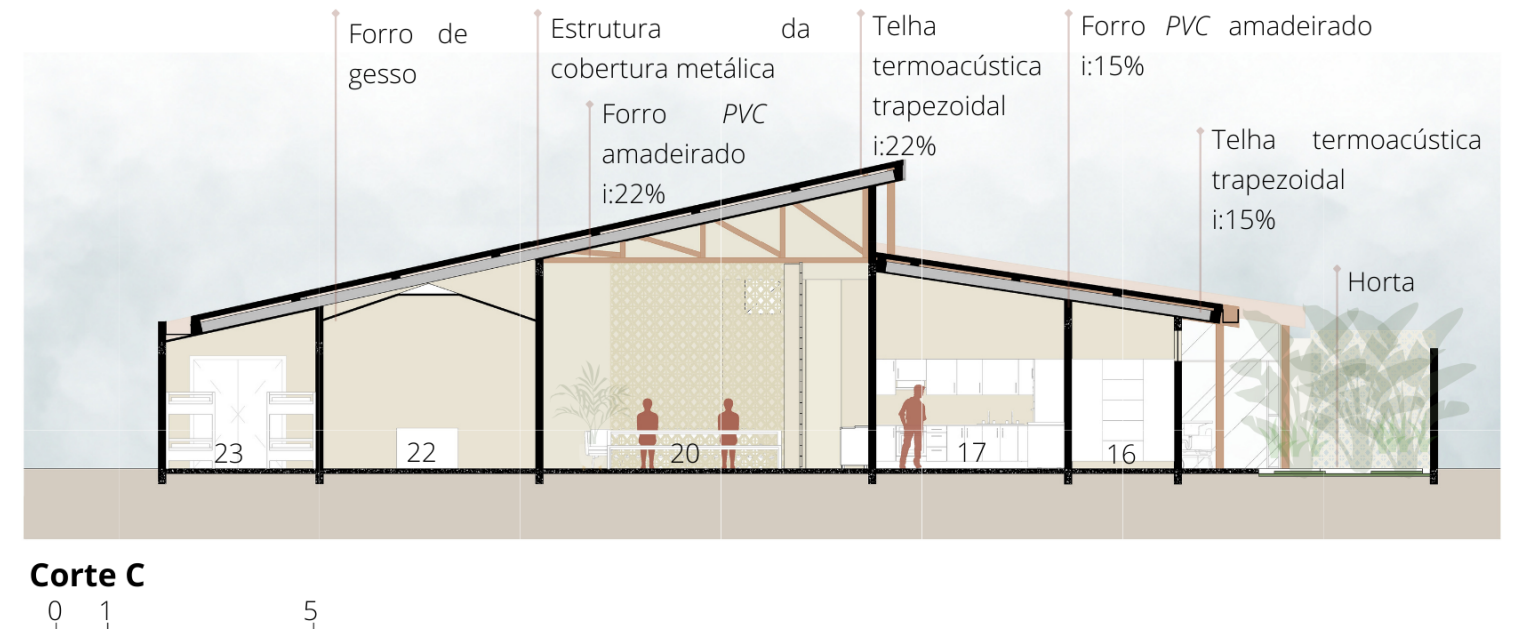 Forro de
gesso
Estrutura da
cobertura metálica
Forro PVC
amadeirado
i:22%
Telha
termoacústica
trapezoidal
i:22%
Forro PVC amadeirado
i:15%
Telha termoacústica
trapezoidal
i:15%
Horta
23
22
20
17
16
Corte C
0 1 5